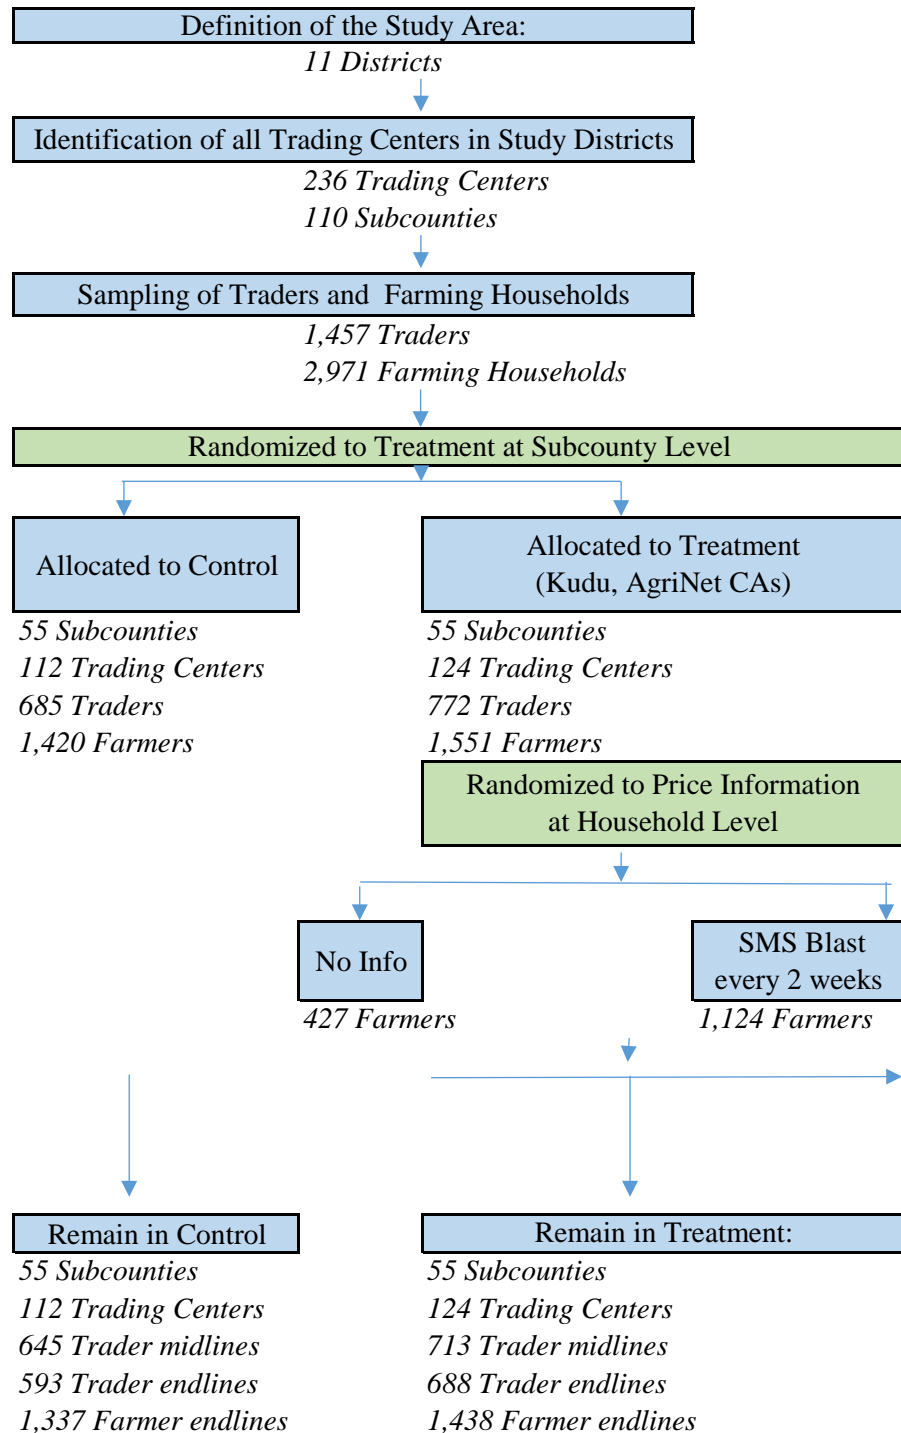 Definition of the Study Area:
11 Districts
Identification of all Trading Centers in Study Districts
236 Trading Centers
110 Subcounties
Sampling of Traders and Farming Households
1,457 Traders
2,971 Farming Households
Randomized to Treatment at Subcounty Level
Allocated to Control
55 Subcounties
112 Trading Centers
685 Traders
1,420 Farmers
Allocated to Treatment
(Kudu, AgriNet CAs)
55 Subcounties
124 Trading Centers
772 Traders
1,551 Farmers
Randomized to Price Information
at Household Level
No Info
427 Farmers
SMS Blast
every 2 weeks
1,124 Farmers
Remain in Control
55 Subcounties
112 Trading Centers
645 Trader midlines
593 Trader endlines
1,337 Farmer endlines
Remain in Treatment:
55 Subcounties
124 Trading Centers
713 Trader midlines
688 Trader endlines
1,438 Farmer endlines